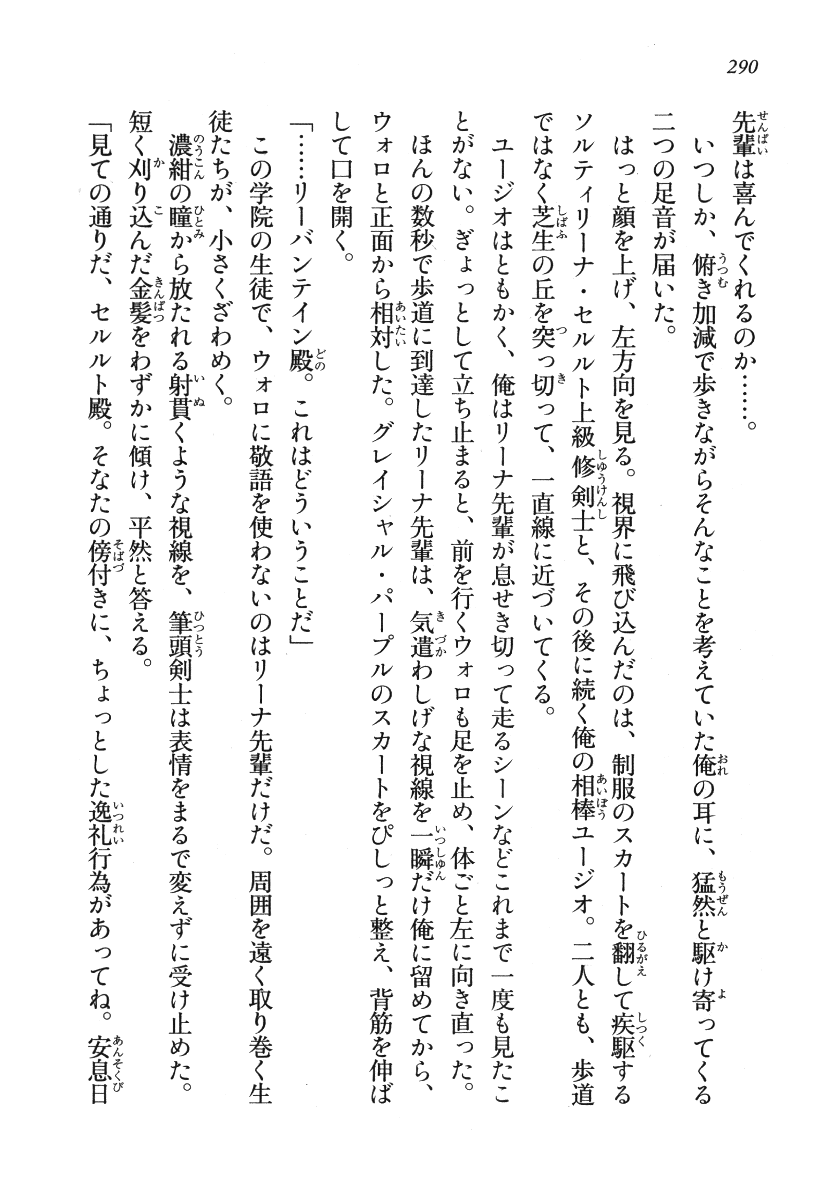 290
先輩は喜んでくれるのか……。
いつしか、俯き加減で歩きながらそんなことを考えていた俺の耳に、猛然と駆け寄ってくる
二つの足音が届いた。
はっと顔を上げ、左方向を見る。視界に飛び込んだのは、制服のスカートを翻して疾駆する
ソルティリーナ・セルルト上級修剣士と、その後に続く俺の相棒ユージオ。二人とも、歩道
ではなく芝生の丘を突っ切って、一直線に近づいてくる。
ユージオはともかく、俺はリーナ先輩が息せき切って走るシーンなどこれまで一度も見たこ
とがない。ぎょっとして立ち止まると、前を行くウォロも足を止め、体ごと左に向き直った。
ほんの数秒で歩道に到達したリーナ先輩は、気遣わしげな視線を一瞬だけ俺に留めてから、
ウォロと正面から相対した。グレイシャル・パープルのスカートをぴしっと整え、背筋を伸ば
して口を開く。
「……リーバンテイン殿。これはどういうことだ」
この学院の生徒で、ウォロに敬語を使わないのはリーナ先輩だけだ。周囲を遠く取り巻く生
徒たちが、小さくざわめく。
濃紺の瞳から放たれる射貫くような視線を、筆頭剣士は表情をまるで変えずに受け止めた。
短く刈り込んだ金髪をわずかに傾け、平然と答える。
「見ての通りだ、セルルト殿。そなたの傍付きに、ちょっとした逸礼行為があってね。安息日